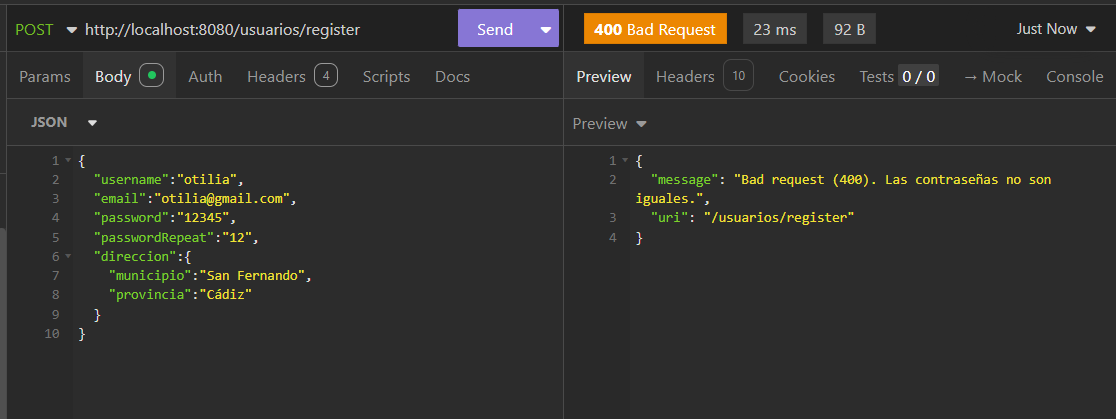 POST http://localhost:8080/usuarios/register Send 400 Bad Request 23 ms 92 B Just Now
Params Body Auth Headers 4 Scripts Docs Preview Headers 10 Cookies Tests 0 / 0 → Mock Console
JSON
Preview
1 {
2 "username":"otilia",
3 "email":"otilia@gmail.com",
4 "password":"12345",
5 "passwordRepeat":"12",
6 "direccion":{
7 "municipio":"San Fernando",
8 "provincia":"Cádiz"
9 }
10 }
1 {
2 "message": "Bad request (400). Las contraseñas no son
iguales.",
3 "uri": "/usuarios/register"
4 }